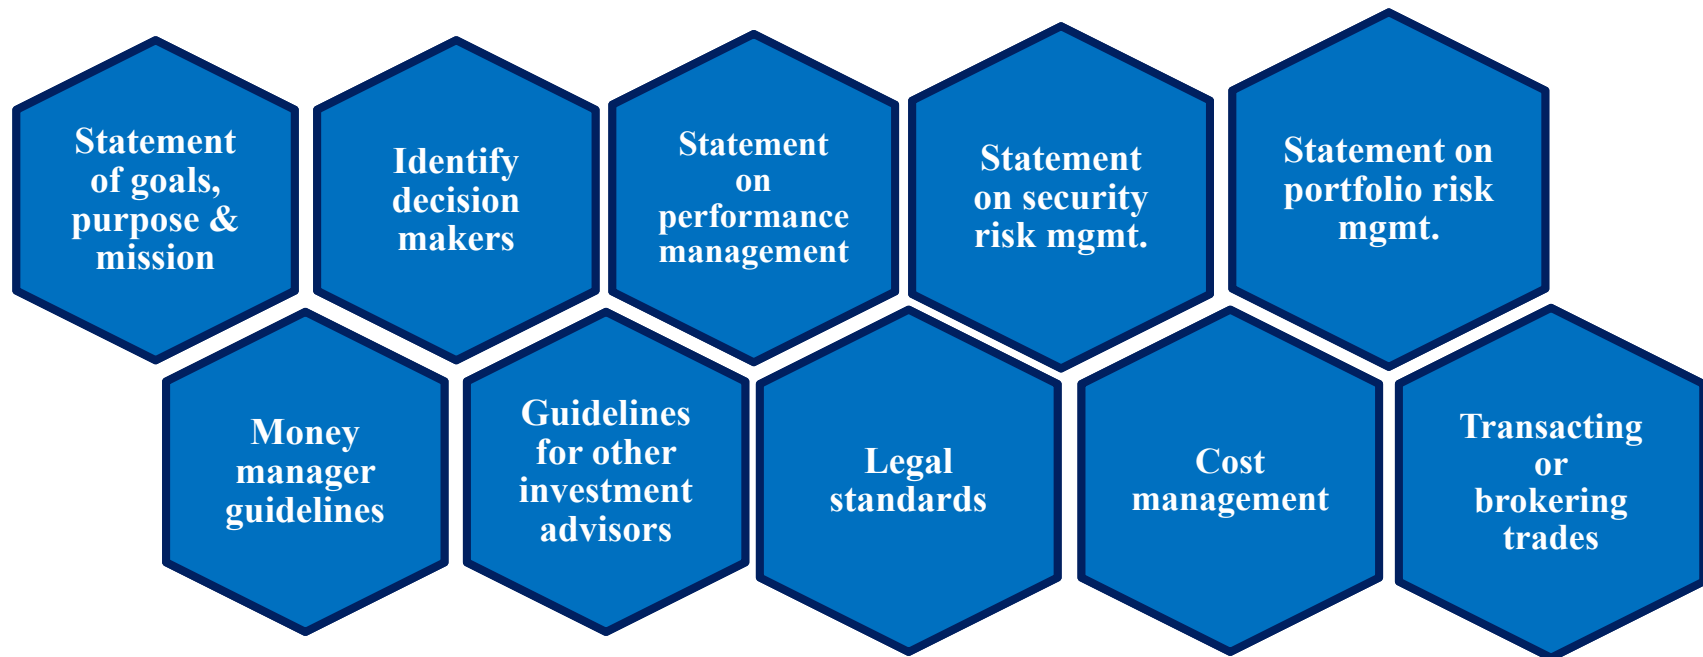 Statement
of goals,
purpose &
mission
Identify
decision
makers
Statement
on
performance
management
Statement
on security
risk mgmt.
Statement on
portfolio risk
mgmt.
Money
manager
guidelines
Guidelines
for other
investment
advisors
Legal
standards
Cost
management
Transacting
or
brokering
trades